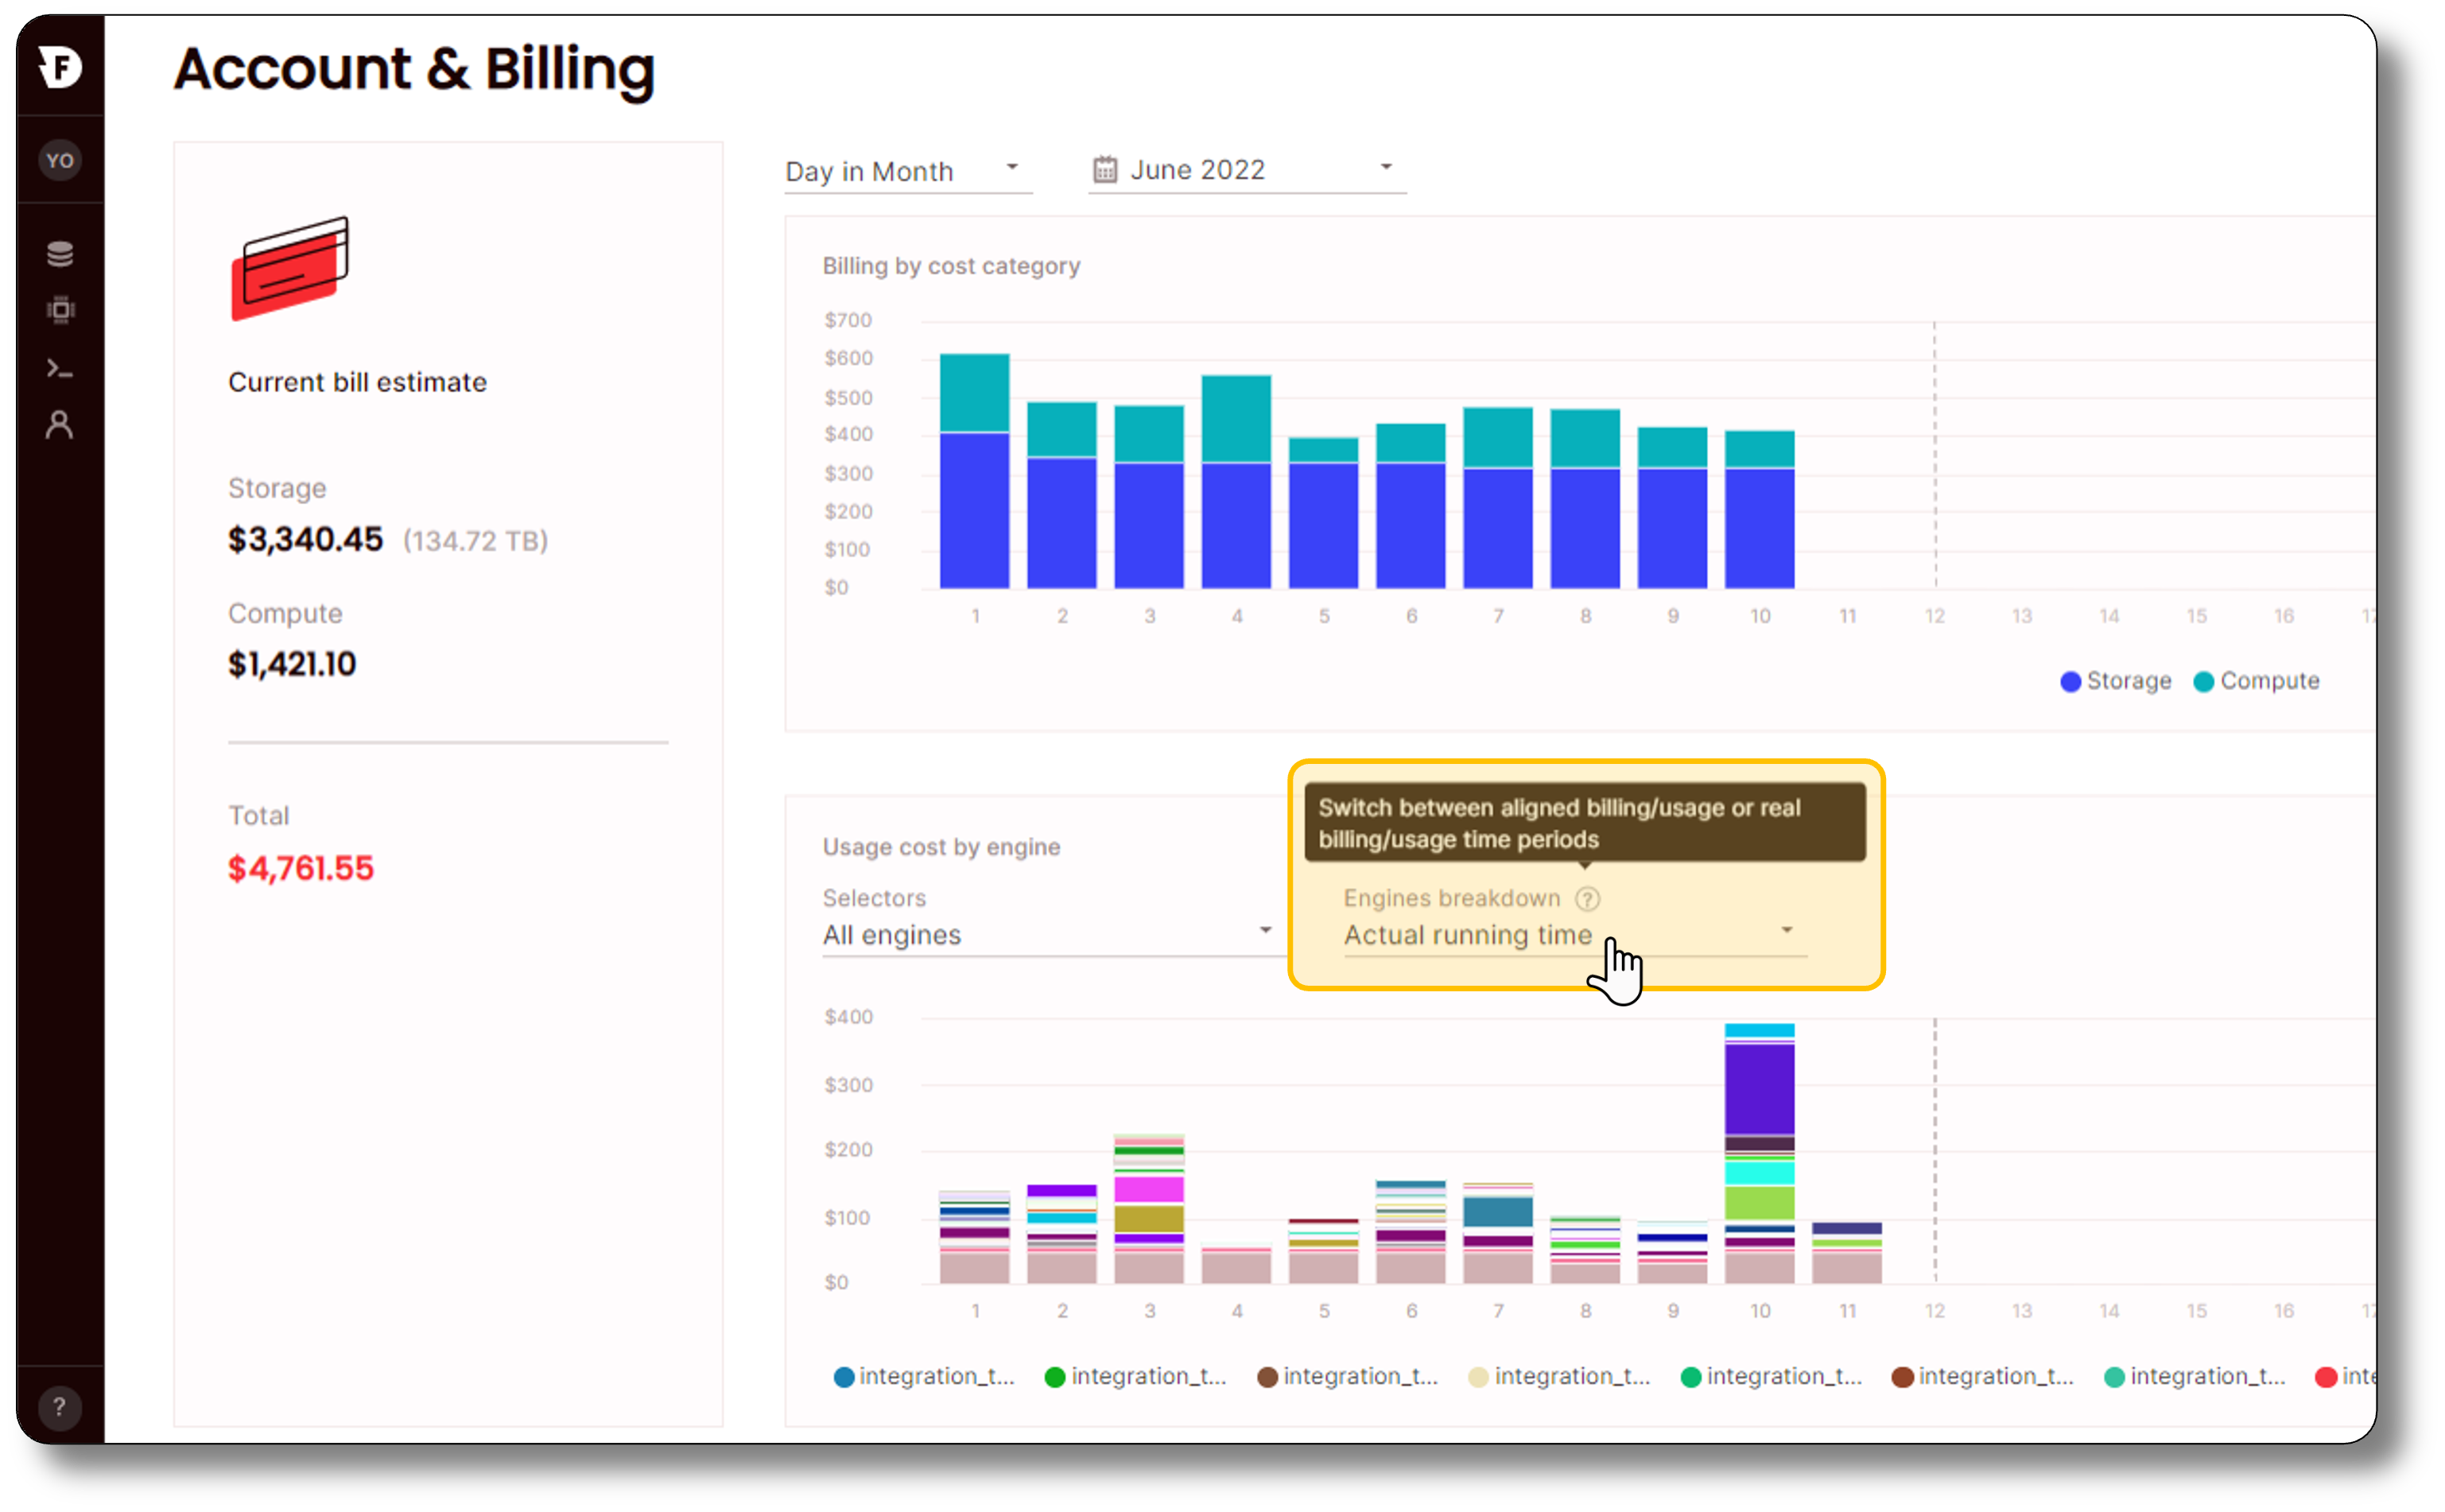 F
Account & Billing
YO
Day in Month
June 2022
Current bill estimate
Storage
$3,340.45 (134.72 TB)
Compute
$1,421.10
Total
$4,761.55
Billing by cost category
$700
$600
$500
$400
$300
$200
$100
$0
1 2 3 4 5 6 7 8 9 10 11 12 13 14 15 16
Storage Compute
Switch between aligned billing/usage or real
billing/usage time periods
Usage cost by engine
Selectors
All engines
Engines breakdown ?
Actual running time
$400
$300
$200
$100
$0
1 2 3 4 5 6 7 8 9 10 11 12 13 14 15 16
integration_t... integration_t... integration_t... integration_t... integration_t... integration_t... integration_t... inte
?